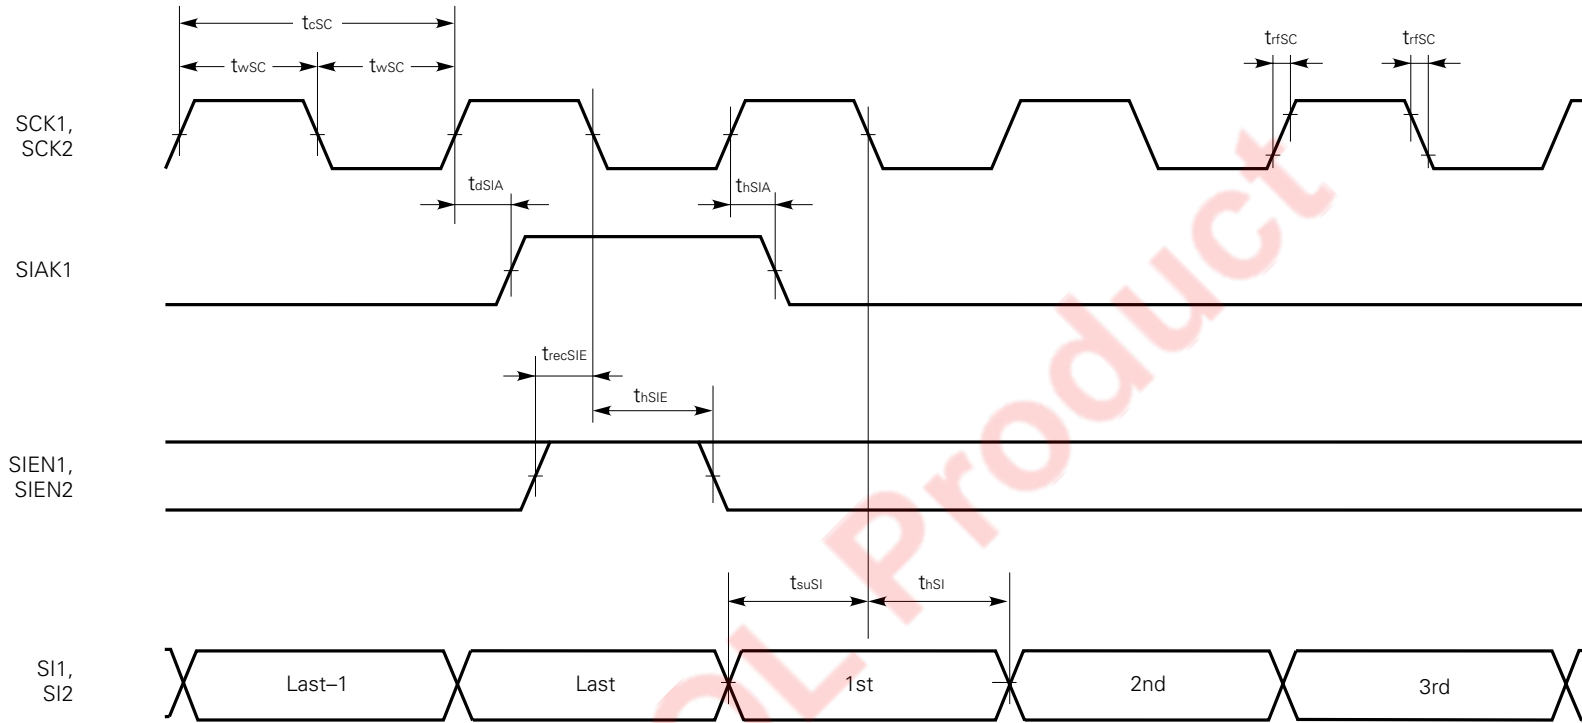 tcSC
twSC twSC
trfSC trfSC
SCK1,
SCK2
tdSIA thSIA
SIAK1
trecSIE
thSIE
SIEN1,
SIEN2
tsuSI thSI
SI1,
SI2
Last–1 Last 1st 2nd 3rd
OL Product